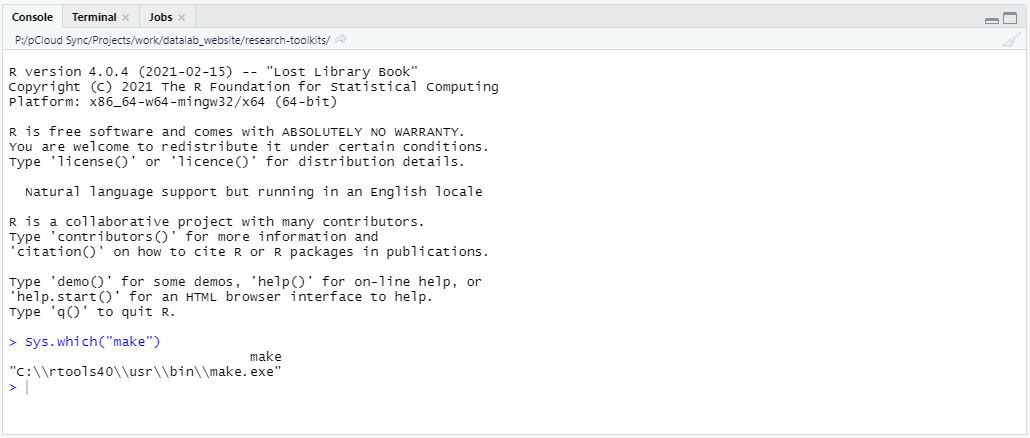 Console Terminal Jobs
P:/pCloud Sync/Projects/work/datalab_website/research-toolkits/
R version 4.0.4 (2021-02-15) -- "Lost Library Book"
Copyright (C) 2021 The R Foundation for Statistical Computing
Platform: x86_64-w64-mingw32/x64 (64-bit)
R is free software and comes with ABSOLUTELY NO WARRANTY.
You are welcome to redistribute it under certain conditions.
Type 'license()' or 'licence()' for distribution details.
Natural language support but running in an English locale
R is a collaborative project with many contributors.
Type 'contributors()' for more information and
'citation()' on how to cite R or R packages in publications.
Type 'demo()' for some demos, 'help()' for on-line help, or
'help.start()' for an HTML browser interface to help.
Type 'q()' to quit R.
> Sys.which("make")
make
"C:\\rtools40\\usr\\bin\\make.exe"
>